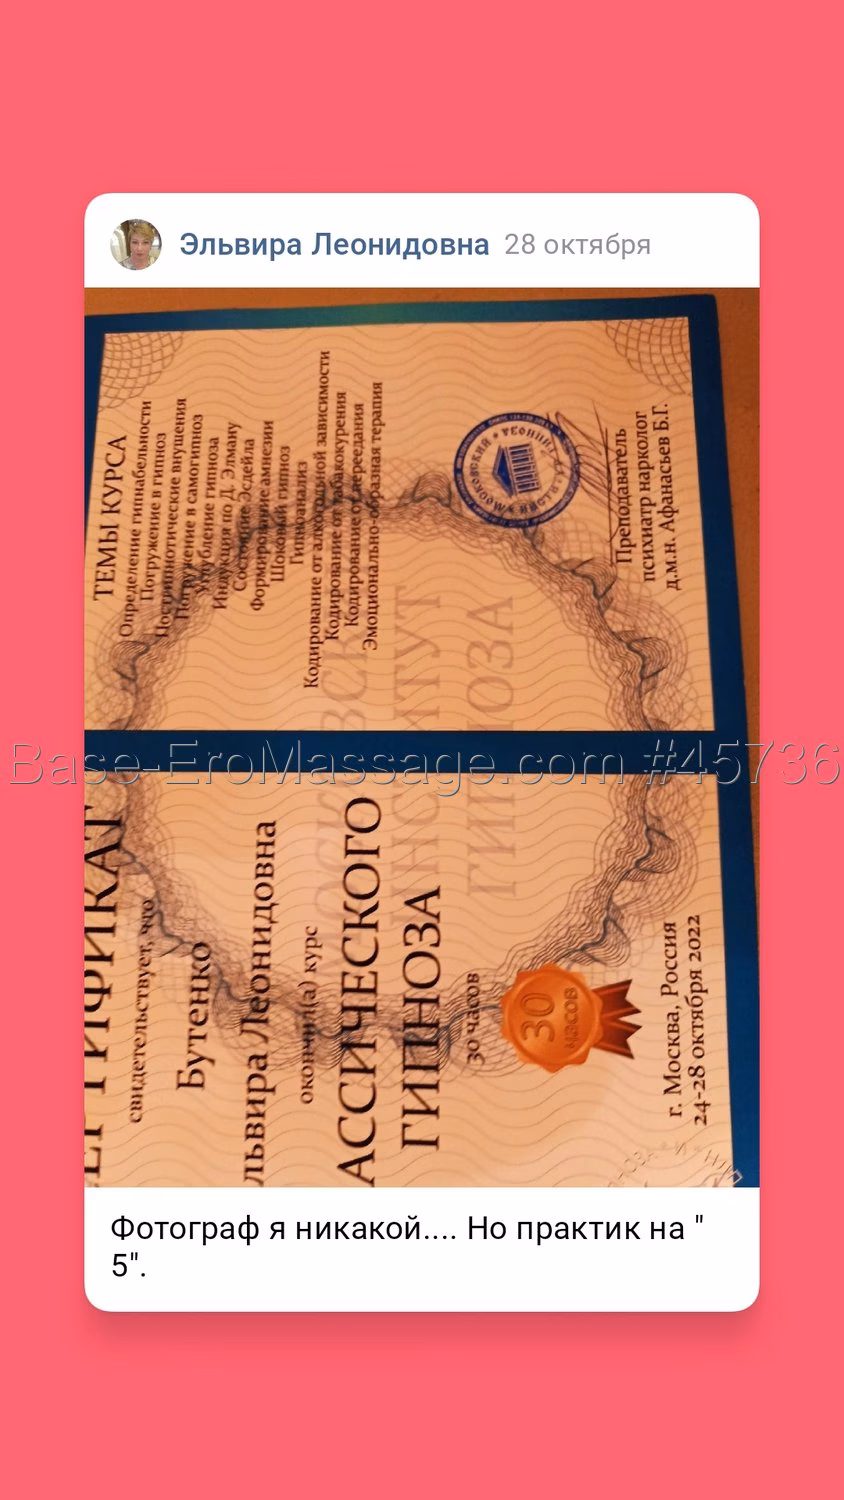 Эльвира Леонидовна 28 октября
ТЕМЫ КУРСА
Определение гипнабельности
Погружение в гипноз
Постгипнотические внушения
Погружение в самогипноз
Углубление гипноза
Индукция по Д. Элману
Состояние Эсдейла
Формирование амнезии
Шоковый гипноз
Гипноанализ
Кодирование от алкогольной зависимости
Кодирование от табакокурения
Кодирование от переедания
Эмоционально-образная терапия
Преподаватель
психиатр нарколог
д.м.н. Афанасьев Б.Г.
ЕРТИФИКАТ
свидетельствует, что
Бутенко
львира Леонидовна
окончил(а) курс
АССИЧЕСКОГО
ГИПНОЗА
30 часов
30
часов
г. Москва, Россия
24-28 октября 2022
Base-EroMassage.com #45736
Фотограф я никакой.... Но практик на "
5".